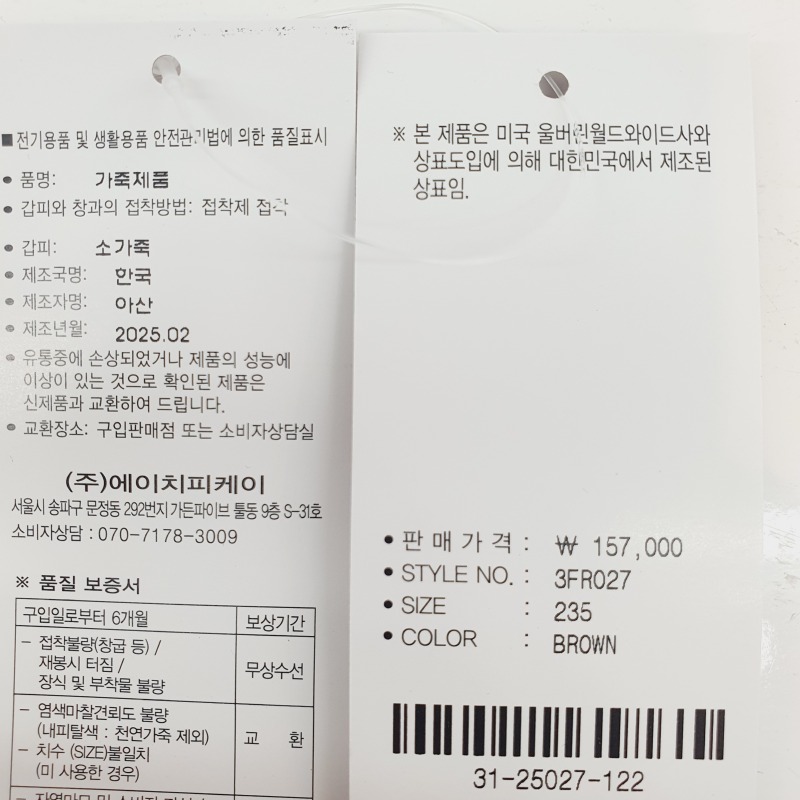 ■ 전기용품 및 생활용품 안전관리법에 의한 품질표시
• 품명: 가죽제품
• 갑피와 창과의 접착방법: 접착제 접착
• 갑피: 소가죽
• 제조국명: 한국
• 제조자명: 아산
• 제조년월: 2025.02
• 유통중에 손상되었거나 제품의 성능에
이상이 있는 것으로 확인된 제품은
신제품과 교환하여 드립니다.
• 교환장소: 구입판매점 또는 소비자상담실
(주)에이치피케이
서울시 송파구 문정동 292번지 가든파이브 툴동 9층 S-31호
소비자상담 : 070-7178-3009
※ 품질 보증서
구입일로부터 6개월 보상기간
- 접착불량(창굽 등) /
재봉시 터짐 /
장식 및 부착물 불량
무상수선
- 염색마찰견뢰도 불량
(내피탈색 : 천연가죽 제외)
- 치수 (SIZE)불일치
(미 사용한 경우)
교 환
※ 본 제품은 미국 울버린월드와이드사와
상표도입에 의해 대한민국에서 제조된
상표임.
• 판매가격 : ₩ 157,000
• STYLE NO. : 3FR027
• SIZE : 235
• COLOR : BROWN
31-25027-122